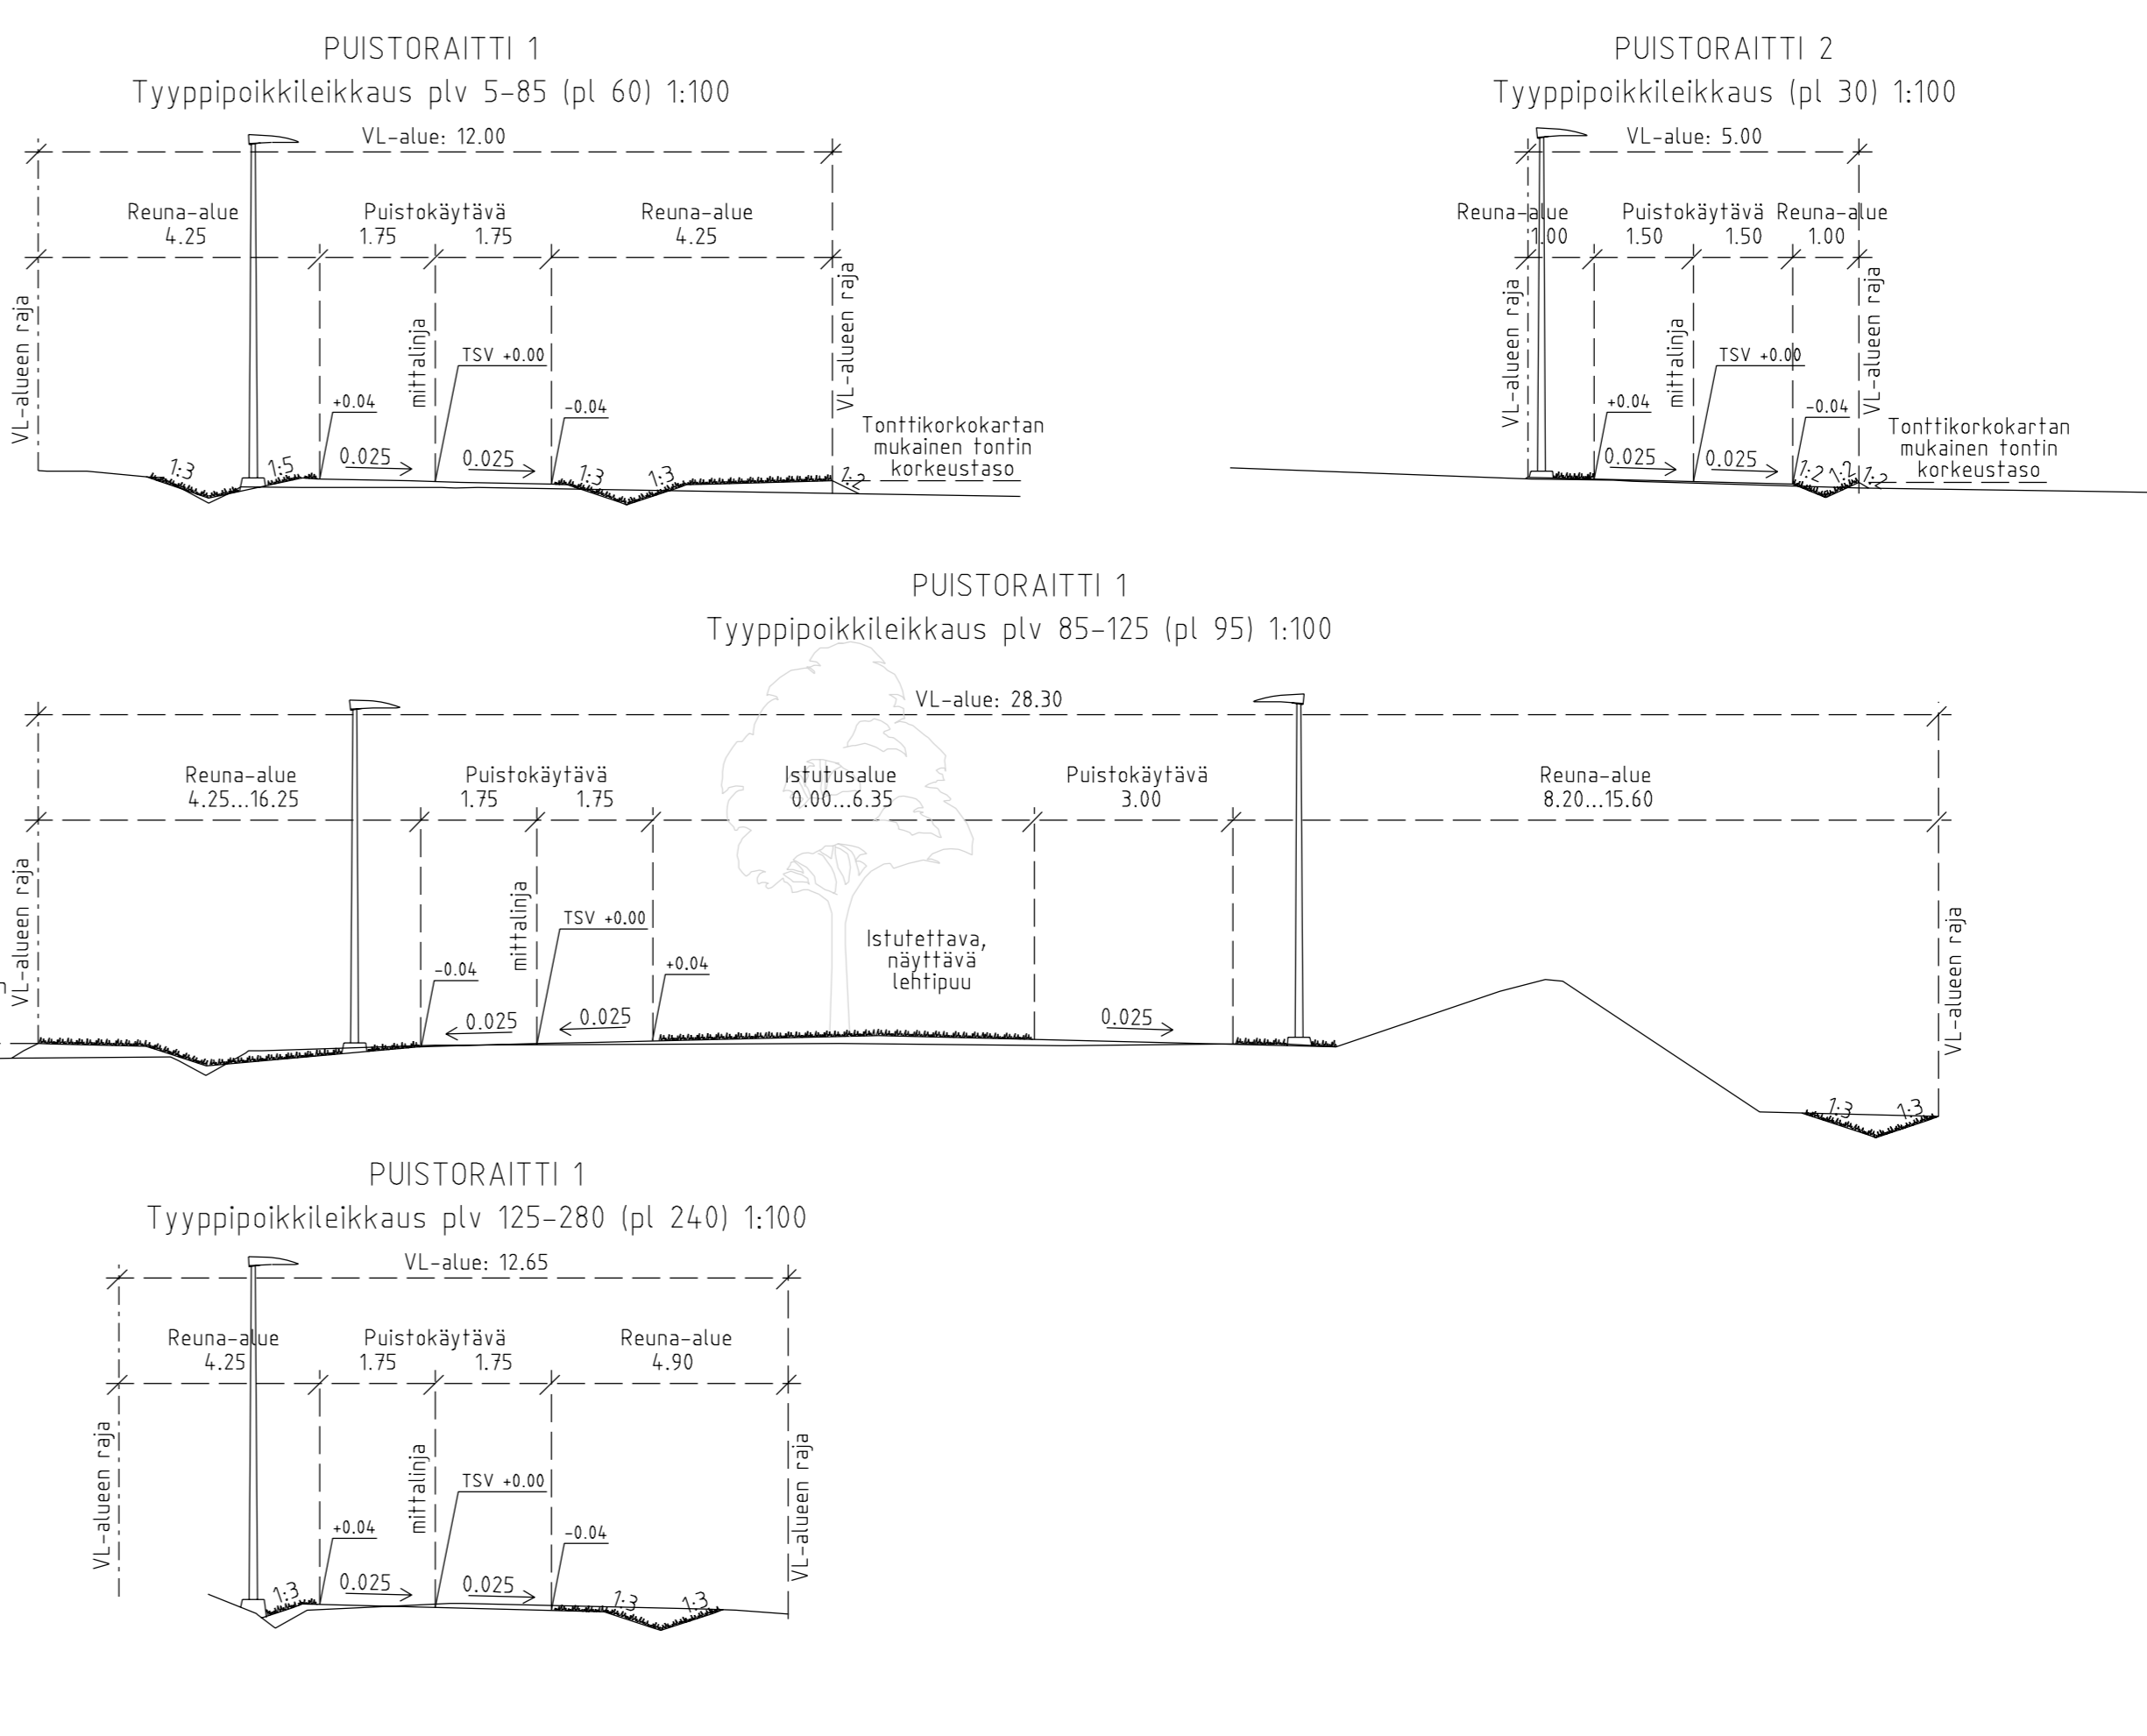 PUISTORAITTI 1
Tyyppipoikkileikkaus plv 5-85 (pl 60) 1:100
VL-alue: 12.00
Reuna-alue Puistokäytävä Reuna-alue
4.25 1.75 1.75 4.25
VL-alueen raja
mittalinja
VL-alueen raja
TSV +0.00
+0.04
-0.04
0.025 0.025
1:3 1:5 1:3 1:3 1:2
Tonttikorkokartan
mukainen tontin
korkeustaso
PUISTORAITTI 2
Tyyppipoikkileikkaus (pl 30) 1:100
VL-alue: 5.00
Reuna-alue Puistokäytävä Reuna-alue
1.00 1.50 1.50 1.00
VL-alueen raja
mittalinja
VL-alueen raja
TSV +0.00
+0.04
-0.04
0.025 0.025
1:2 1:2 1:2
Tonttikorkokartan
mukainen tontin
korkeustaso
PUISTORAITTI 1
Tyyppipoikkileikkaus plv 85-125 (pl 95) 1:100
VL-alue: 28.30
Reuna-alue Puistokäytävä Istutusalue Puistokäytävä Reuna-alue
4.25...16.25 1.75 1.75 0.00...6.35 3.00 8.20...15.60
VL-alueen raja
mittalinja
VL-alueen raja
TSV +0.00
-0.04
+0.04
Istutettava,
näyttävä
lehtipuu
0.025 0.025 0.025
1:3 1:3
PUISTORAITTI 1
Tyyppipoikkileikkaus plv 125-280 (pl 240) 1:100
VL-alue: 12.65
Reuna-alue Puistokäytävä Reuna-alue
4.25 1.75 1.75 4.90
VL-alueen raja
mittalinja
VL-alueen raja
TSV +0.00
+0.04
-0.04
0.025 0.025
1:3 1:3 1:3